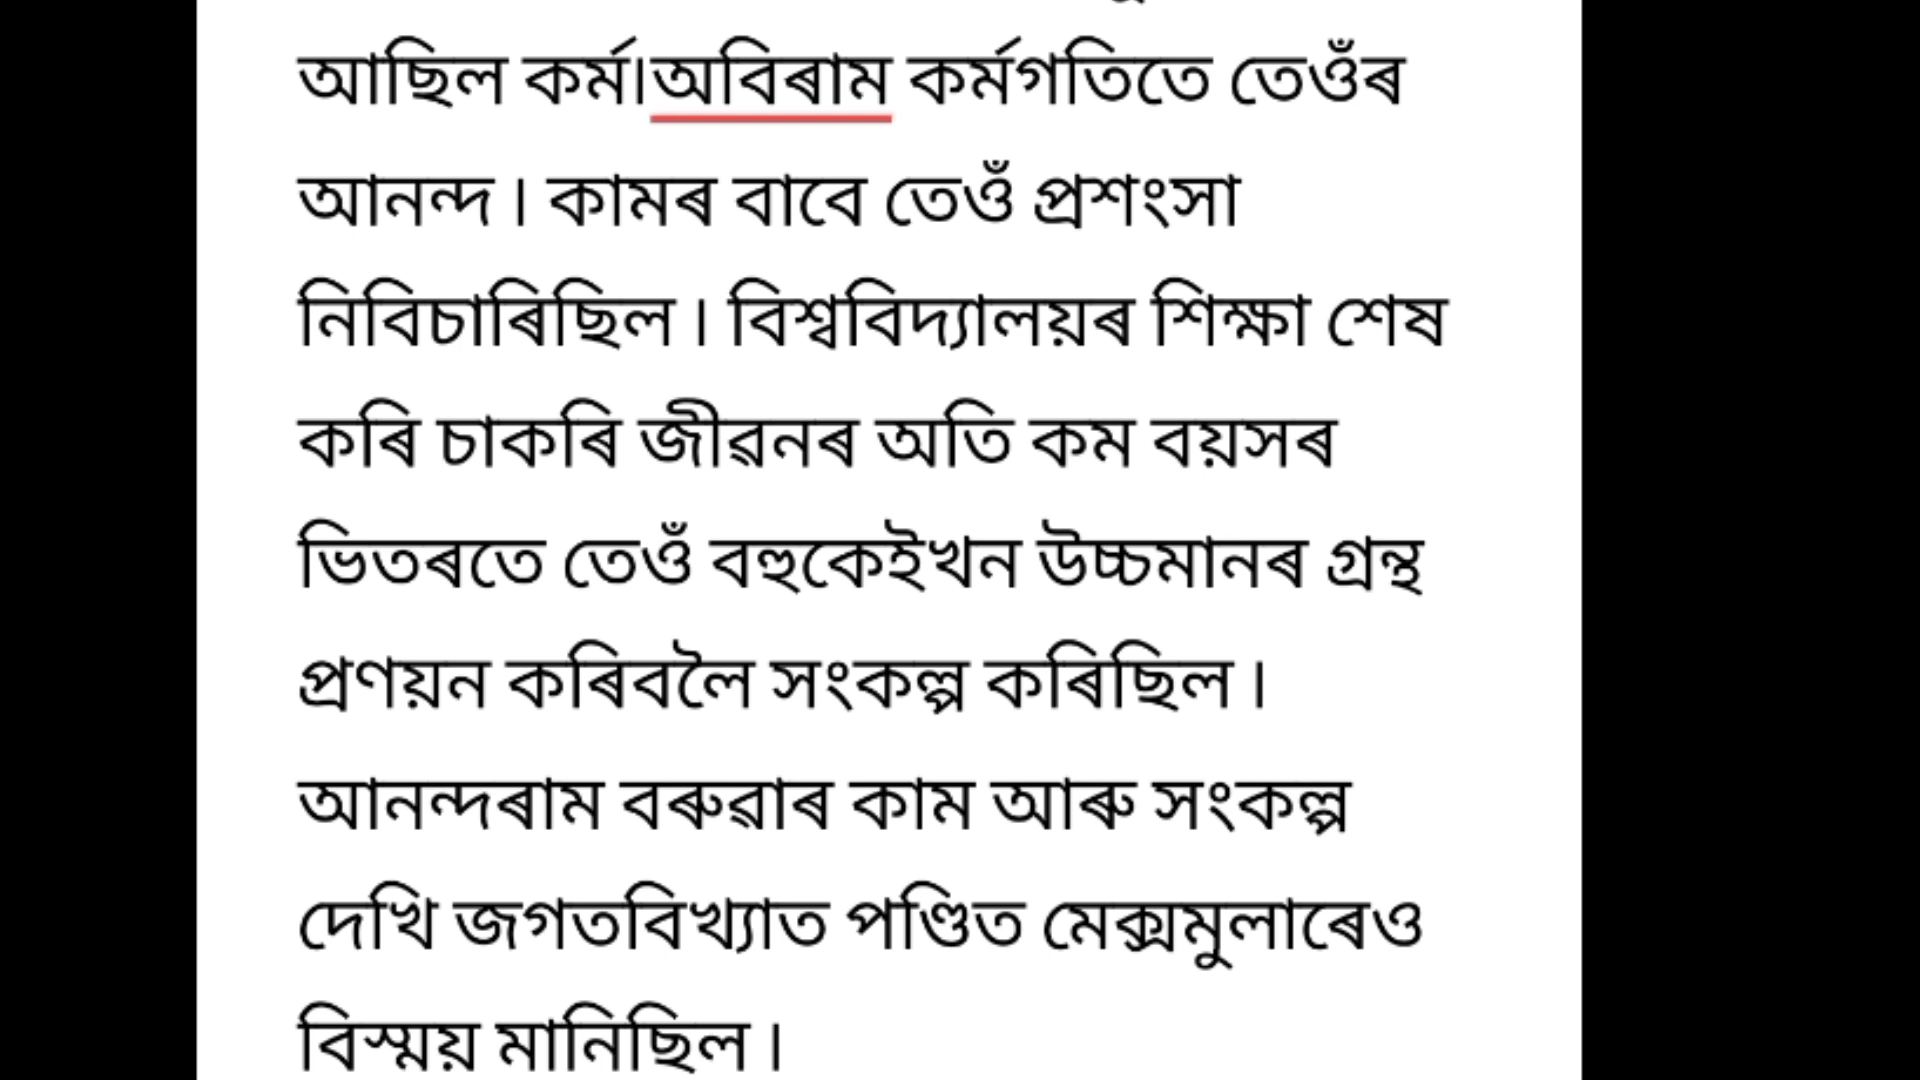 আছিল কৰ্ম।অবিৰাম কৰ্মগতিতে তেওঁৰ
আনন্দ । কামৰ বাবে তেওঁ প্ৰশংসা
নিবিচাৰিছিল । বিশ্ববিদ্যালয়ৰ শিক্ষা শেষ
কৰি চাকৰি জীৱনৰ অতি কম বয়সৰ
ভিতৰতে তেওঁ বহুকেইখন উচ্চমানৰ গ্ৰন্থ
প্ৰণয়ন কৰিবলৈ সংকল্প কৰিছিল ।
আনন্দৰাম বৰুৱাৰ কাম আৰু সংকল্প
দেখি জগতবিখ্যাত পণ্ডিত মেক্সমুলাৰেও
বিস্ময় মানিছিল ।